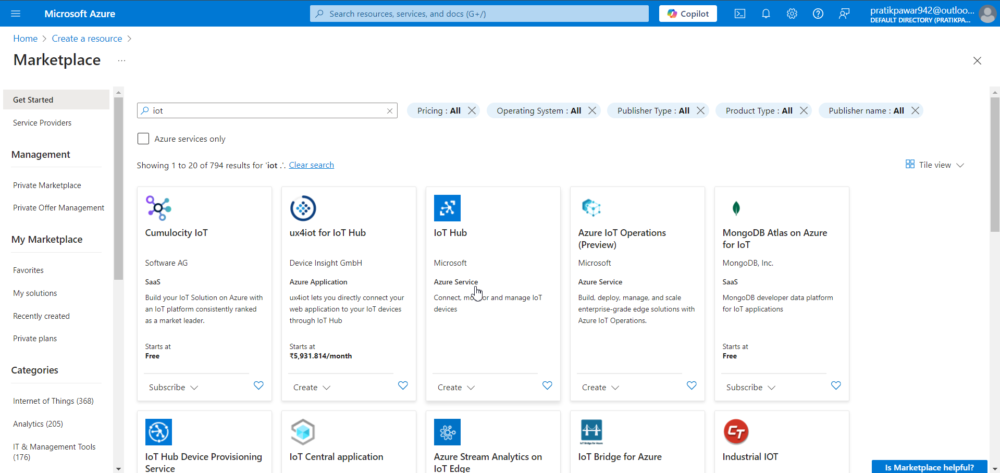 Microsoft Azure
Search resources, services, and docs (G+/)
Copilot
pratikpawar942@outloo...
DEFAULT DIRECTORY (PRATIKPA...
Home > Create a resource >
Marketplace ...
Get Started
Service Providers
Management
Private Marketplace
Private Offer Management
My Marketplace
Favorites
My solutions
Recently created
Private plans
Categories
Internet of Things (368)
Analytics (205)
IT & Management Tools
(176)
iot
Pricing : All
Operating System : All
Publisher Type : All
Product Type : All
Publisher name : All
Azure services only
Showing 1 to 20 of 794 results for 'iot .'. Clear search
Tile view
Cumulocity IoT
Software AG
SaaS
Build your IoT Solution on Azure with
an IoT platform consistently ranked
as a market leader.
Starts at
Free
Subscribe
ux4iot for IoT Hub
Device Insight GmbH
Azure Application
ux4iot lets you directly connect your
web application to your IoT devices
through IoT Hub
Starts at
₹5,931.814/month
Create
IoT Hub
Microsoft
Azure Service
Connect, monitor and manage IoT
devices
Create
Azure IoT Operations
(Preview)
Microsoft
Azure Service
Build, deploy, manage, and scale
enterprise-grade edge solutions with
Azure IoT Operations.
Create
MongoDB Atlas on Azure
for IoT
MongoDB, Inc.
SaaS
MongoDB developer data platform
for IoT applications
Starts at
Free
Subscribe
IoT Hub Device Provisioning
Service
IoT Central application
Azure Stream Analytics on
IoT Edge
IoT Bridge for Azure
IoT Bridge for Azure
CT
Industrial IOT
Is Marketplace helpful?